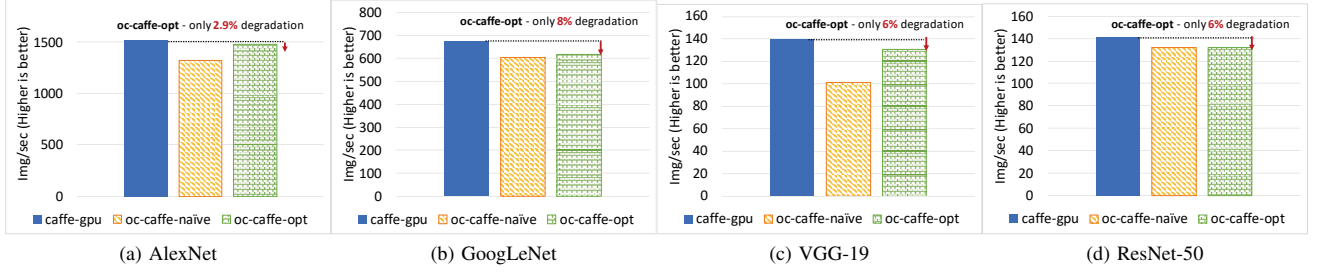 oc-caffe-opt - only 2.9% degradation
Img/sec (Higher is better)
1500
1000
500
0
caffe-gpu oc-caffe-naïve oc-caffe-opt
(a) AlexNet
oc-caffe-opt - only 8% degradation
Img/sec (Higher is better)
800
700
600
500
400
300
200
100
0
caffe-gpu oc-caffe-naïve oc-caffe-opt
(b) GoogLeNet
oc-caffe-opt - only 6% degradation
Img/sec (Higher is better)
160
140
120
100
80
60
40
20
0
caffe-gpu oc-caffe-naïve oc-caffe-opt
(c) VGG-19
oc-caffe-opt - only 6% degradation
Img/sec (Higher is better)
160
140
120
100
80
60
40
20
0
caffe-gpu oc-caffe-naïve oc-caffe-opt
(d) ResNet-50